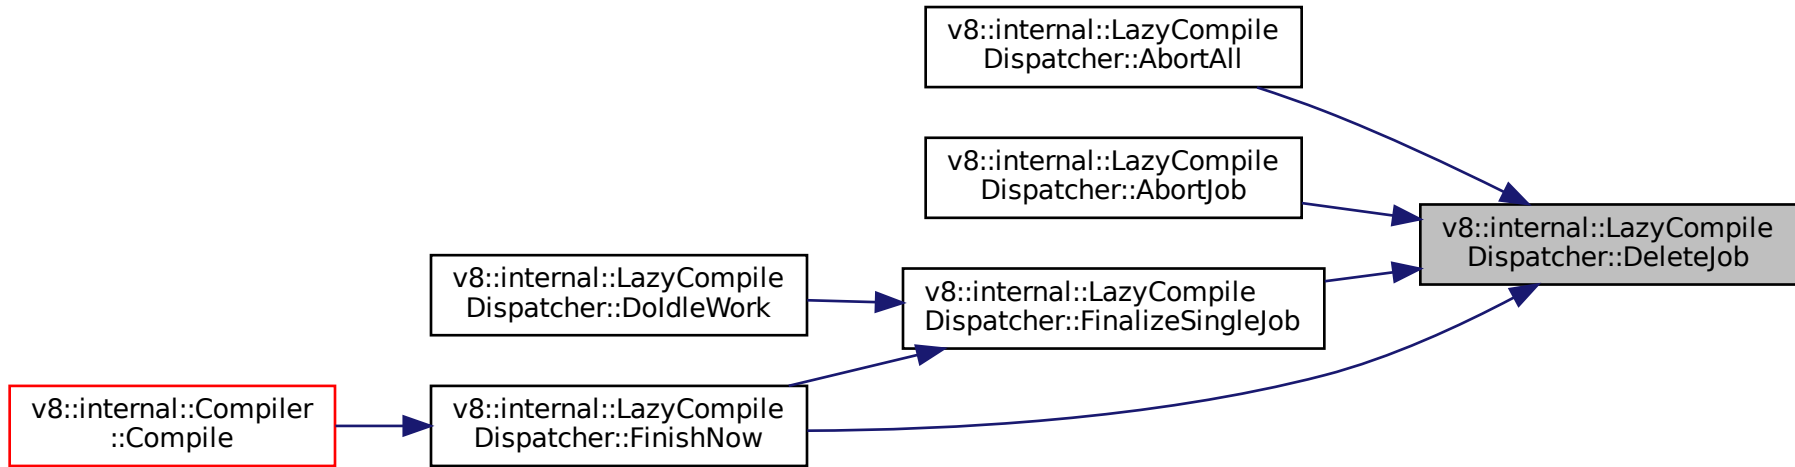 v8::internal::LazyCompile
Dispatcher::AbortAll
v8::internal::LazyCompile
Dispatcher::AbortJob
v8::internal::LazyCompile
Dispatcher::DeleteJob
v8::internal::LazyCompile
Dispatcher::DoIdleWork
v8::internal::LazyCompile
Dispatcher::FinalizeSingleJob
v8::internal::Compiler
::Compile
v8::internal::LazyCompile
Dispatcher::FinishNow